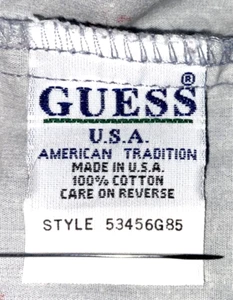 GUESS®
U.S.A.
AMERICAN TRADITION
MADE IN U.S.A.
100% COTTON
CARE ON REVERSE
STYLE 53456G85